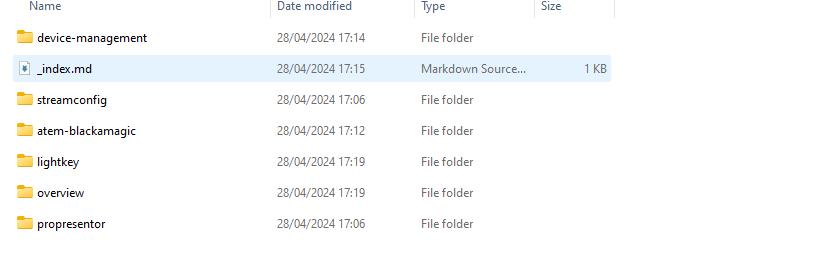 Name Date modified Type Size
device-management 28/04/2024 17:14 File folder
_index.md 28/04/2024 17:15 Markdown Source... 1 KB
streamconfig 28/04/2024 17:06 File folder
atem-blackamagic 28/04/2024 17:12 File folder
lightkey 28/04/2024 17:19 File folder
overview 28/04/2024 17:19 File folder
propresentor 28/04/2024 17:06 File folder